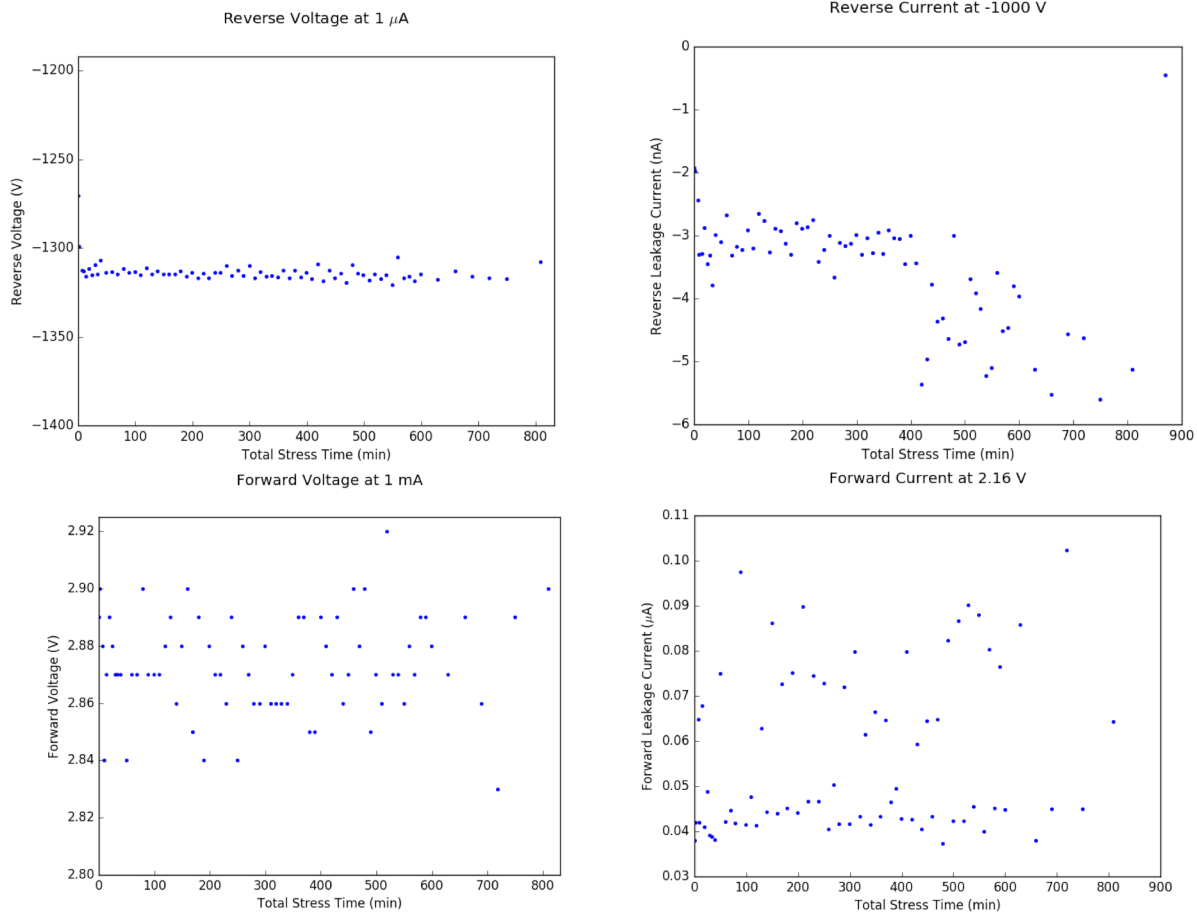 Reverse Voltage at 1 μA
−1200
−1250
−1300
−1350
−1400
Reverse Voltage (V)
0 100 200 300 400 500 600 700 800
Total Stress Time (min)
Reverse Current at -1000 V
0
−1
−2
−3
−4
−5
−6
Reverse Leakage Current (nA)
0 100 200 300 400 500 600 700 800 900
Total Stress Time (min)
Forward Voltage at 1 mA
2.92
2.90
2.88
2.86
2.84
2.82
2.80
Forward Voltage (V)
0 100 200 300 400 500 600 700 800
Total Stress Time (min)
Forward Current at 2.16 V
0.11
0.10
0.09
0.08
0.07
0.06
0.05
0.04
0.03
Forward Leakage Current (μA)
0 100 200 300 400 500 600 700 800 900
Total Stress Time (min)